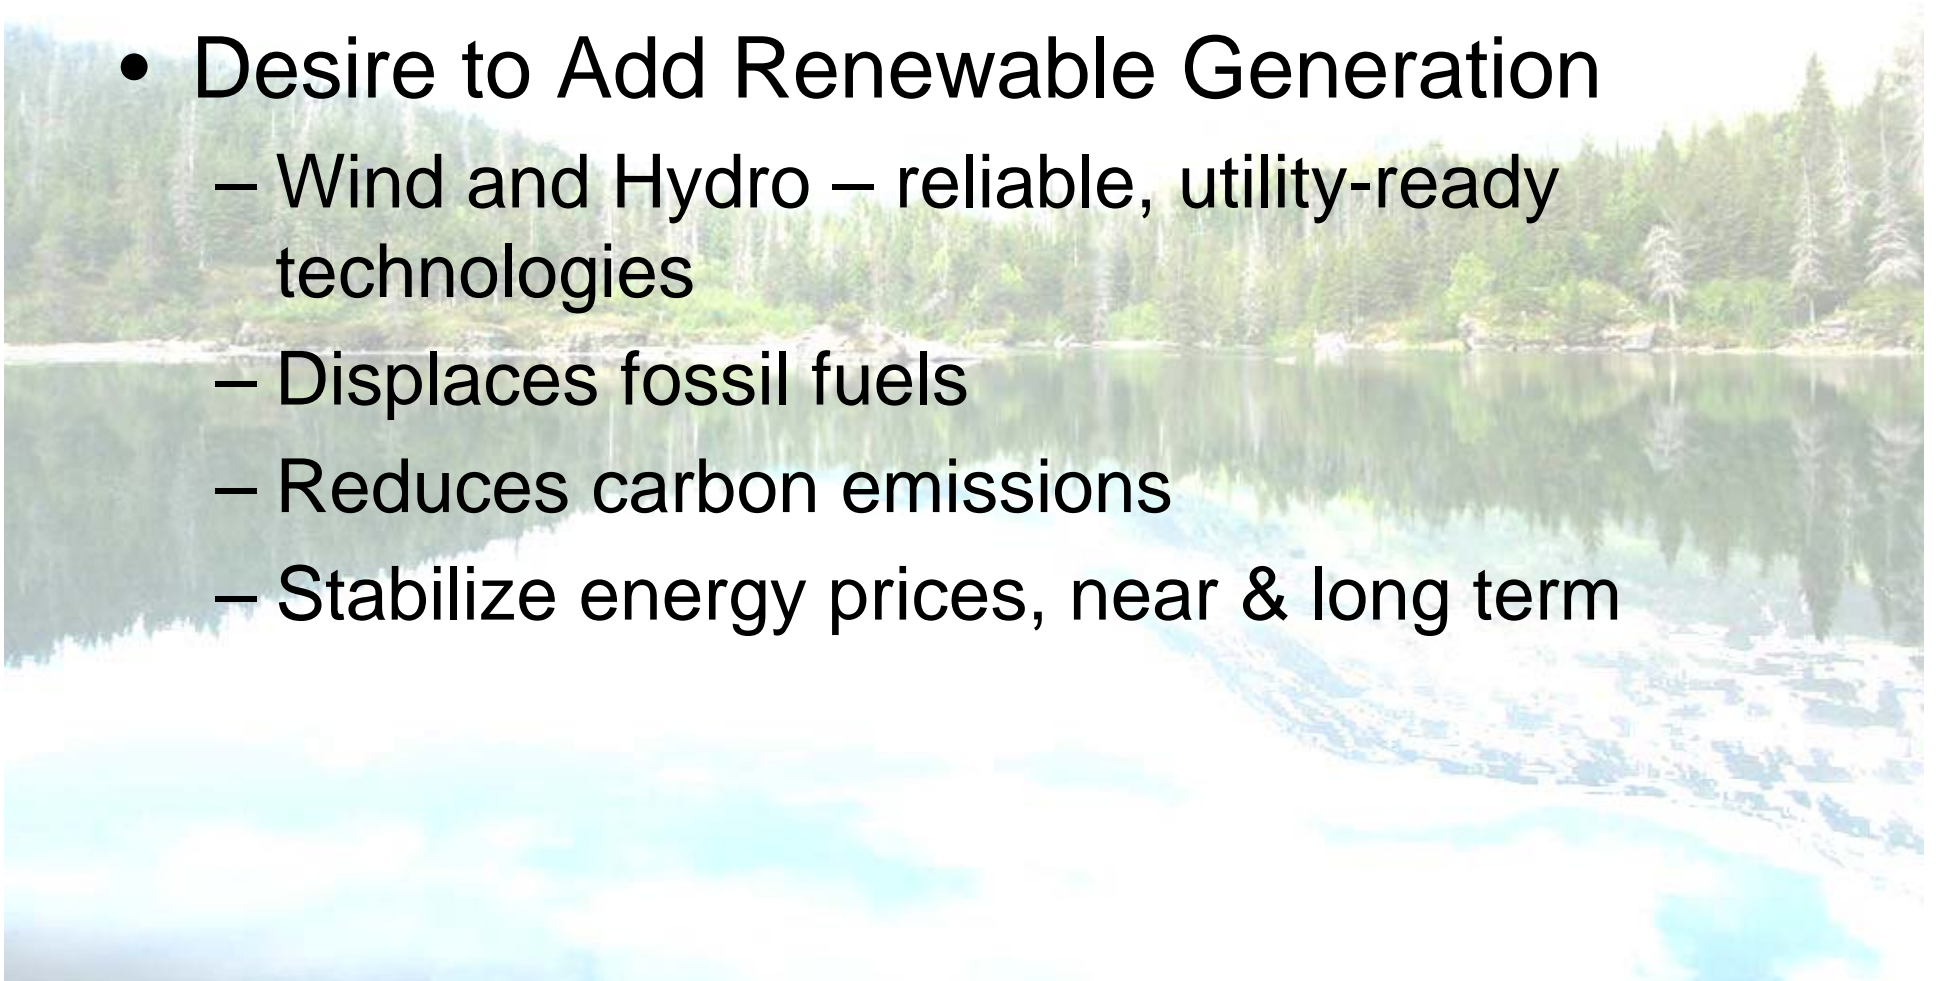 • Desire to Add Renewable Generation
– Wind and Hydro – reliable, utility-ready
technologies
– Displaces fossil fuels
– Reduces carbon emissions
– Stabilize energy prices, near & long term